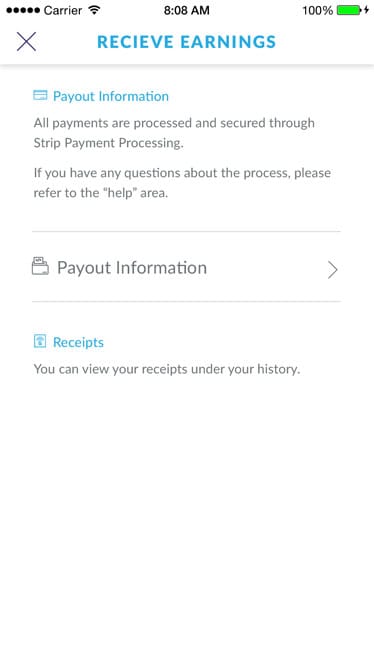 Carrier 8:08 AM 100%
RECIEVE EARNINGS
Payout Information
All payments are processed and secured through
Strip Payment Processing.
If you have any questions about the process, please
refer to the “help” area.
Payout Information
Receipts
You can view your receipts under your history.